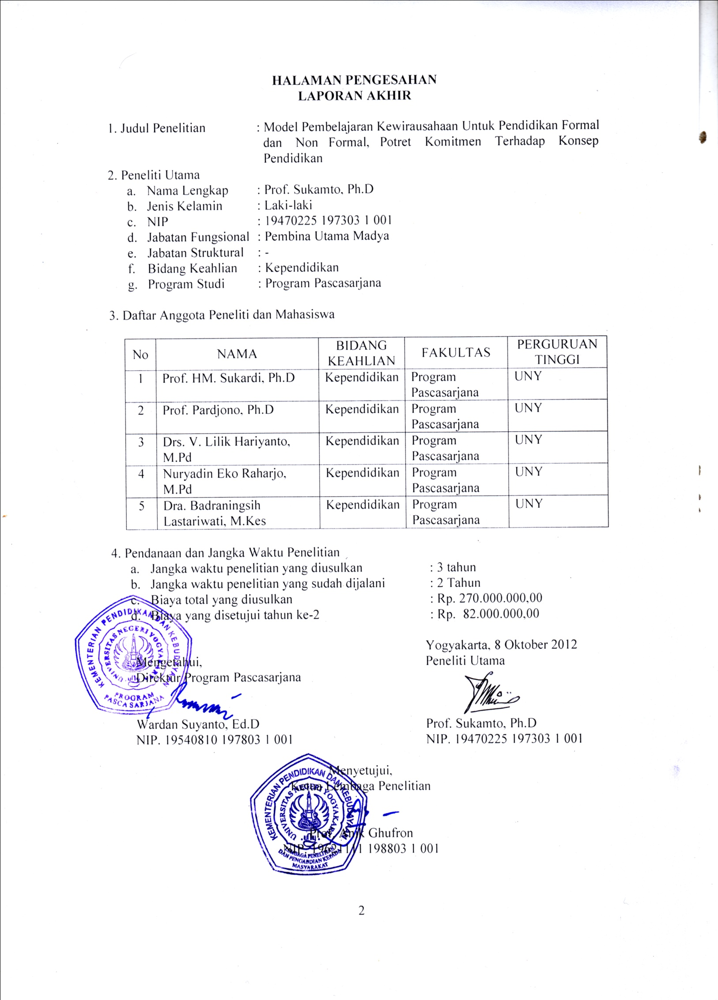 HALAMAN PENGESAHAN
LAPORAN AKHIR
1. Judul Penelitian : Model Pembelajaran Kewirausahaan Untuk Pendidikan Formal
dan Non Formal, Potret Komitmen Terhadap Konsep
Pendidikan
2. Peneliti Utama
a. Nama Lengkap : Prof. Sukamto, Ph.D
b. Jenis Kelamin : Laki-laki
c. NIP : 19470225 197303 1 001
d. Jabatan Fungsional : Pembina Utama Madya
e. Jabatan Struktural : -
f. Bidang Keahlian : Kependidikan
g. Program Studi : Program Pascasarjana
3. Daftar Anggota Peneliti dan Mahasiswa
No NAMA BIDANG KEAHLIAN FAKULTAS PERGURUAN TINGGI
1 Prof. HM. Sukardi, Ph.D Kependidikan Program Pascasarjana UNY
2 Prof. Pardjono, Ph.D Kependidikan Program Pascasarjana UNY
3 Drs. V. Lilik Hariyanto, M.Pd Kependidikan Program Pascasarjana UNY
4 Nuryadin Eko Raharjo, M.Pd Kependidikan Program Pascasarjana UNY
5 Dra. Badraningsih Lastariwati, M.Kes Kependidikan Program Pascasarjana UNY
4. Pendanaan dan Jangka Waktu Penelitian
a. Jangka waktu penelitian yang diusulkan : 3 tahun
b. Jangka waktu penelitian yang sudah dijalani : 2 Tahun
c. Biaya total yang diusulkan : Rp. 270.000.000,00
d. Biaya yang disetujui tahun ke-2 : Rp. 82.000.000,00
Yogyakarta, 8 Oktober 2012
Mengetahui, Peneliti Utama
Direktur Program Pascasarjana
KEMENTERIAN PENDIDIKAN DAN KEBUDAYAAN
UNIVERSITAS NEGERI YOGYAKARTA
PROGRAM
PASCA SARJANA
Wardan Suyanto, Ed.D Prof. Sukamto, Ph.D
NIP. 19540810 197803 1 001 NIP. 19470225 197303 1 001
Menyetujui,
Ketua Lembaga Penelitian
KEMENTERIAN PENDIDIKAN DAN KEBUDAYAAN
UNIVERSITAS NEGERI YOGYAKARTA
LEMBAGA PENELITIAN
DAN PENGABDIAN KEPADA
MASYARAKAT
Prof. Anik Ghufron
NIP. 19621111 198803 1 001
2